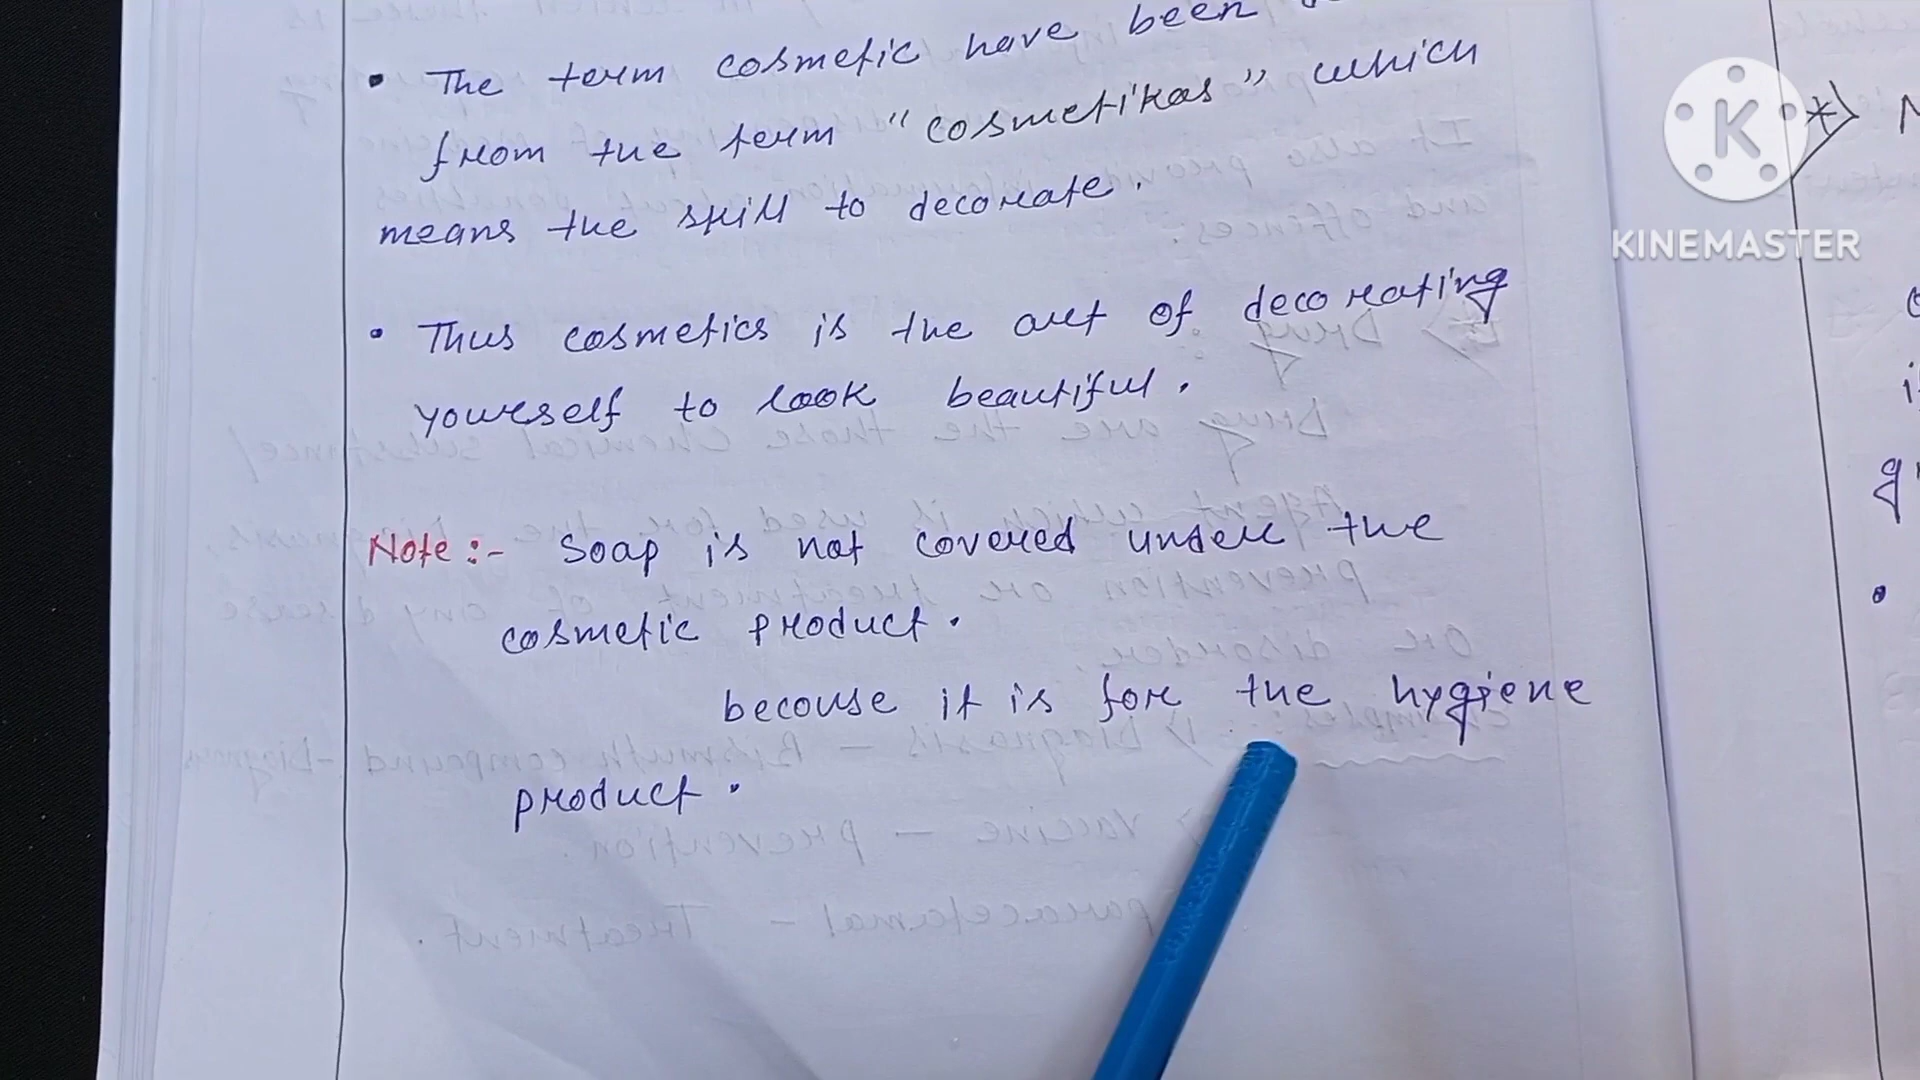 • The term cosmetic have been
from the term "cosmetikas" which
means the skill to decorate.
• Thus cosmetics is the art of decorating
yourself to look beautiful.
Note :- Soap is not covered under the
cosmetic product.
becouse it is for the hygiene
product.
KINEMASTER